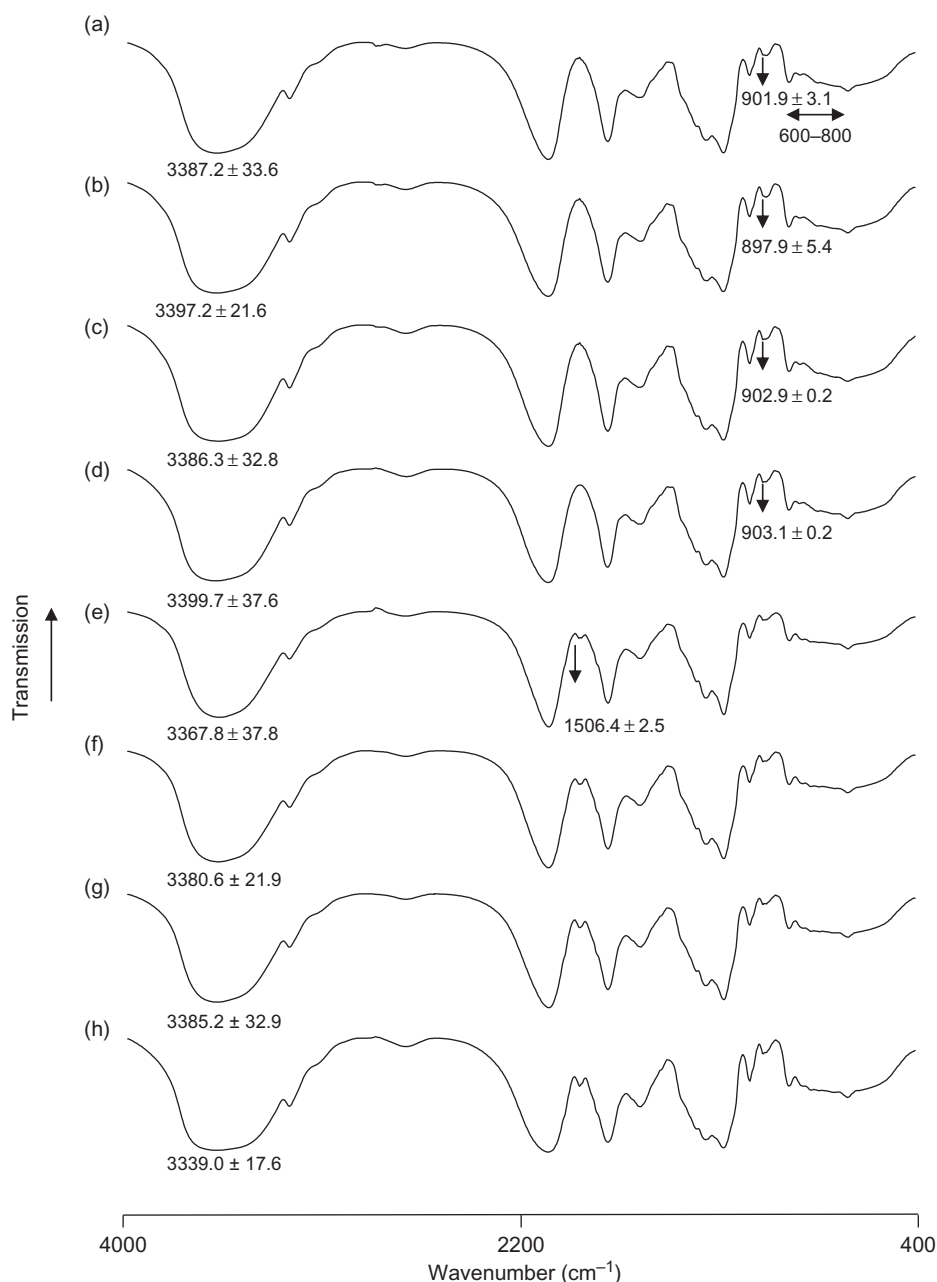 (a)
901.9 ± 3.1
600–800
3387.2 ± 33.6
(b)
897.9 ± 5.4
3397.2 ± 21.6
(c)
902.9 ± 0.2
3386.3 ± 32.8
(d)
903.1 ± 0.2
3399.7 ± 37.6
(e)
Transmission
1506.4 ± 2.5
3367.8 ± 37.8
(f)
3380.6 ± 21.9
(g)
3385.2 ± 32.9
(h)
3339.0 ± 17.6
4000 2200 400
Wavenumber (cm⁻¹)